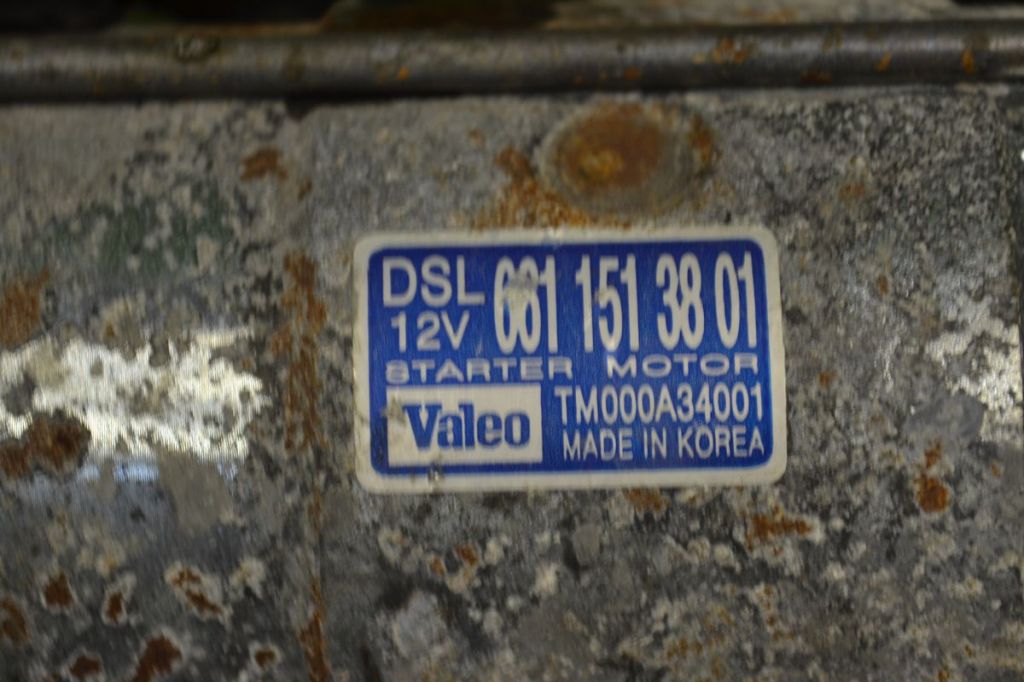 DSL 661 151 38 01
12V
STARTER MOTOR
Valeo TM000A34001
MADE IN KOREA